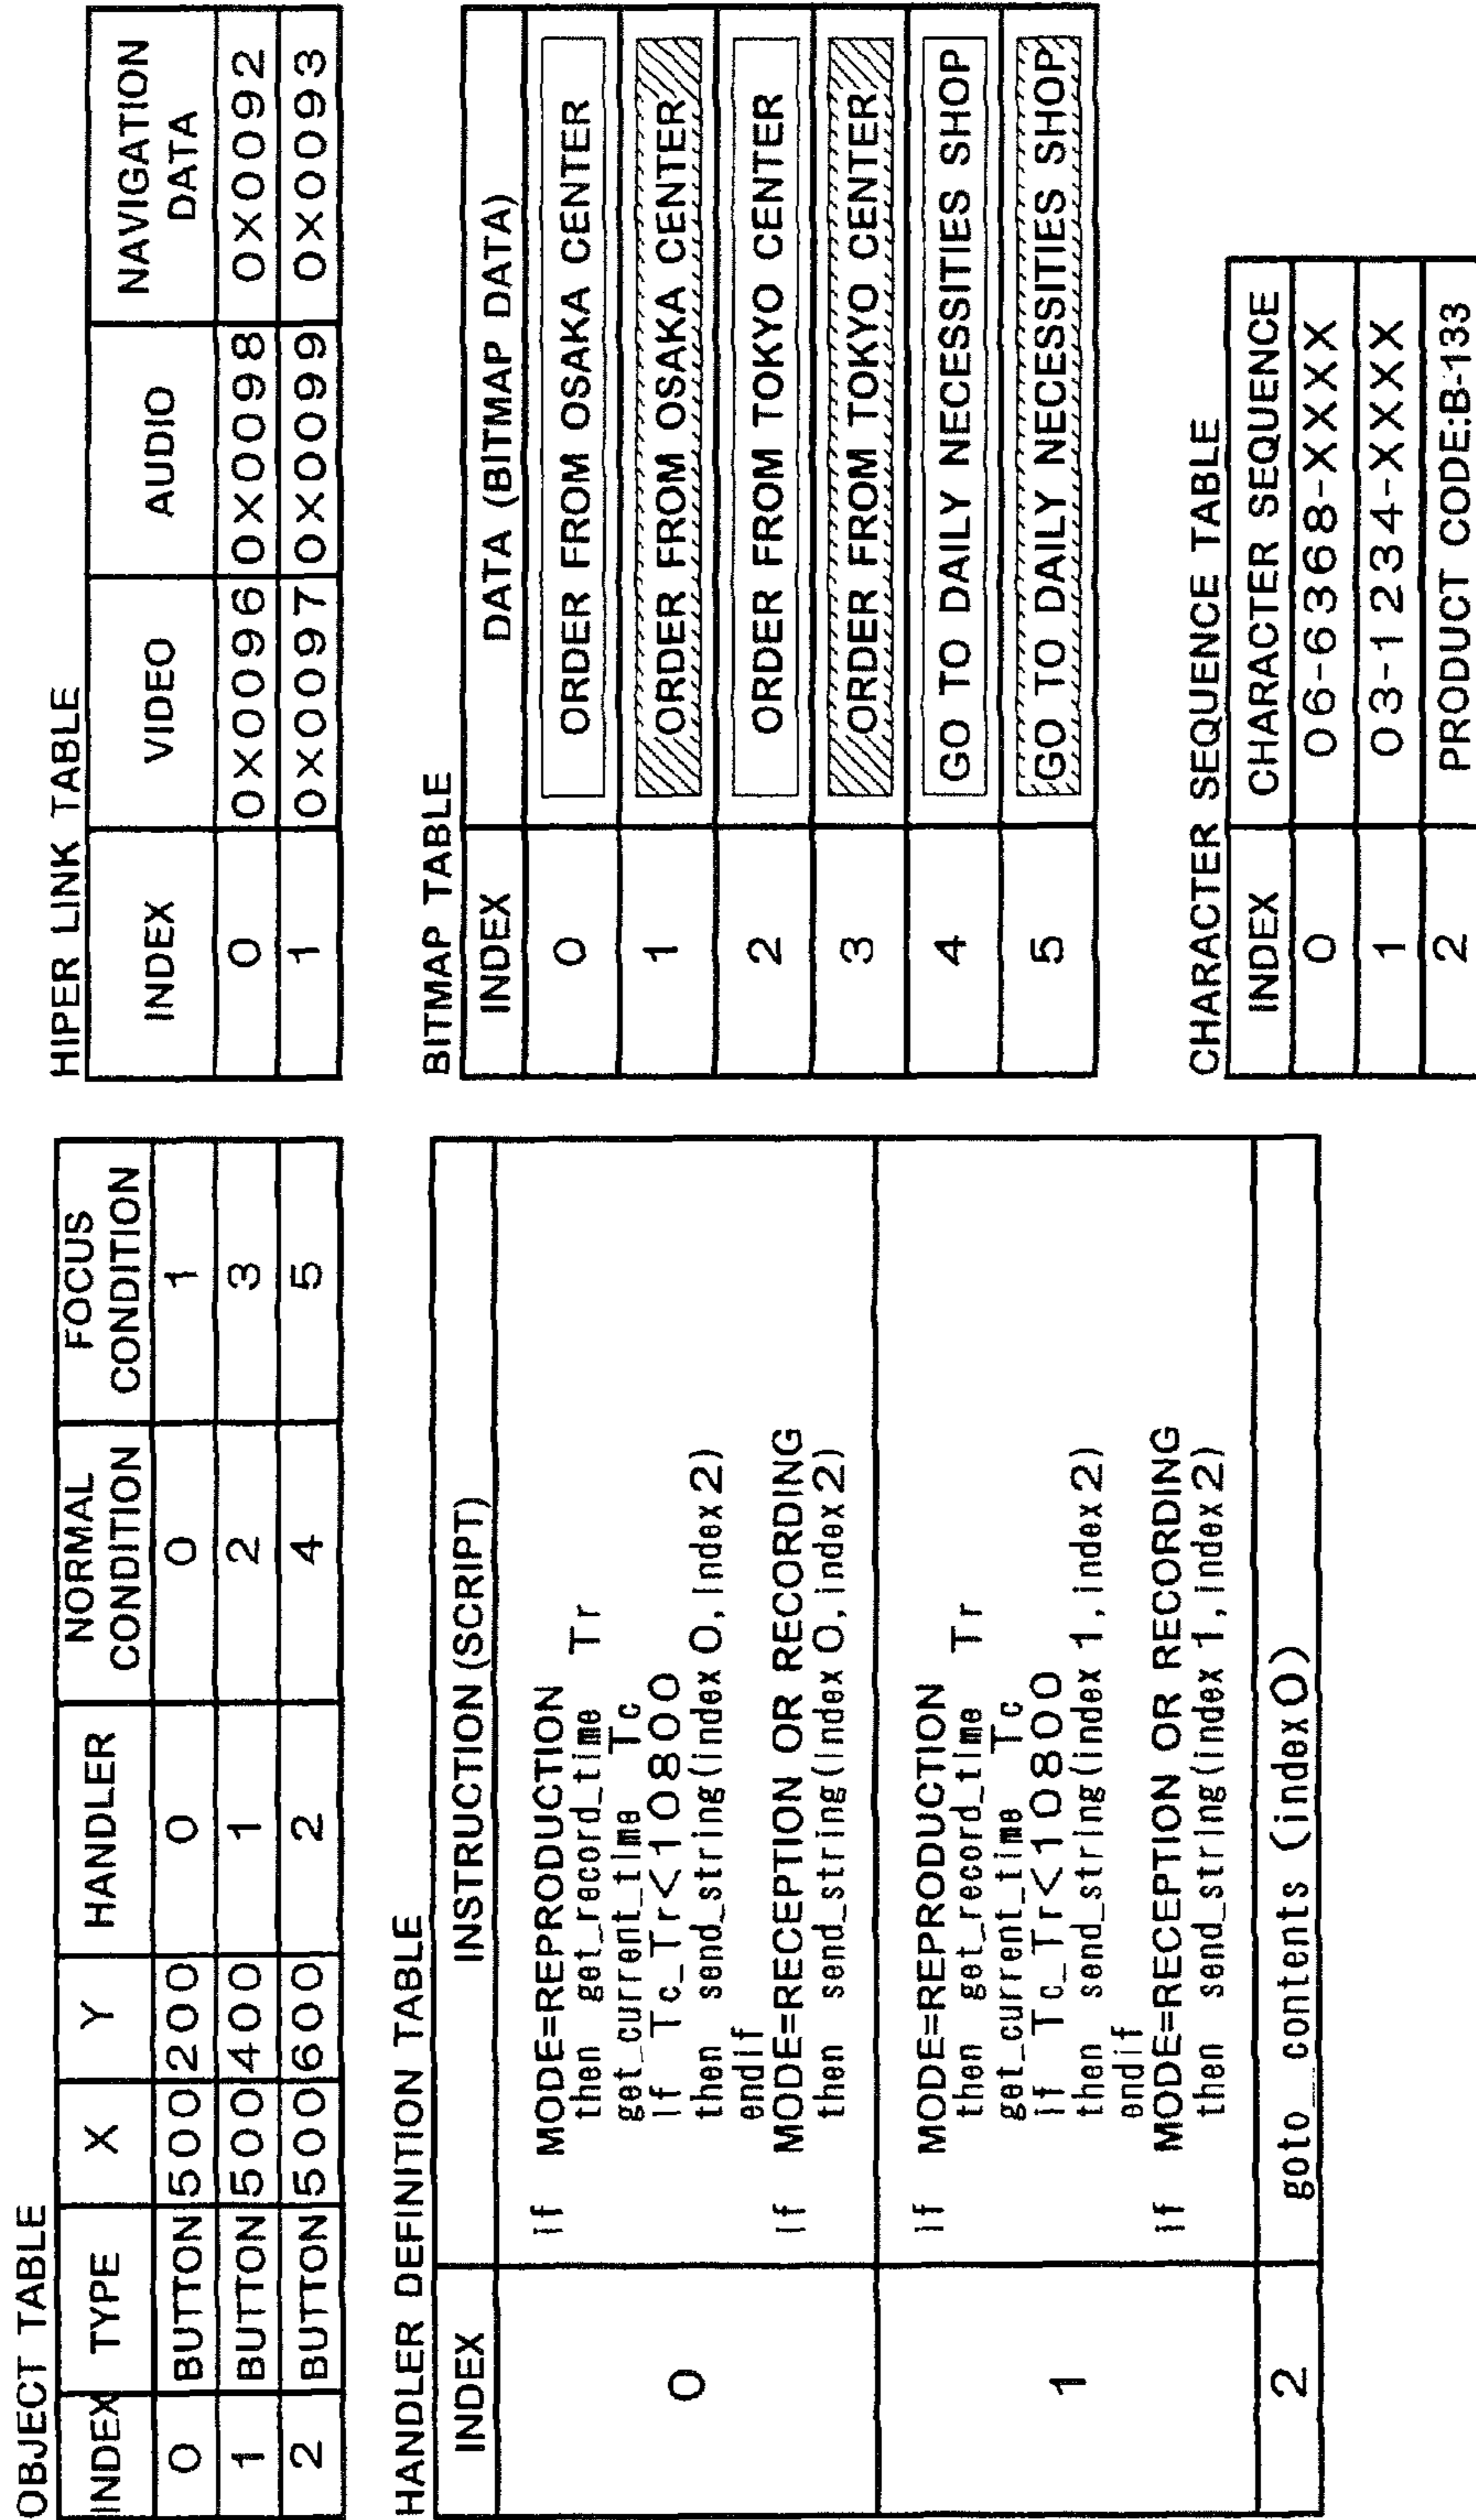 OBJECT TABLE
INDEX TYPE X Y HANDLER NORMAL CONDITION FOCUS CONDITION
0 BUTTON 500 200 0 0 1
1 BUTTON 500 400 1 2 3
2 BUTTON 500 600 2 4 5
HANDLER DEFINITION TABLE
INDEX INSTRUCTION (SCRIPT)
0
if MODE=REPRODUCTION
then get_record_time Tr
get_current_time Tc
if Tc_Tr<10800
then send_string(index 0, index 2)
endif
if MODE=RECEPTION OR RECORDING
then send_string(index 0, index 2)
1
if MODE=REPRODUCTION
then get_record_time Tr
get_current_time Tc
if Tc_Tr<10800
then send_string(index 1, index 2)
endif
if MODE=RECEPTION OR RECORDING
then send_string(index 1, index 2)
2 goto_contents (index 0)
HIPER LINK TABLE
INDEX VIDEO AUDIO NAVIGATION DATA
0 0X0096 0X0098 0X0092
1 0X0097 0X0099 0X0093
BITMAP TABLE
INDEX DATA (BITMAP DATA)
0 ORDER FROM OSAKA CENTER
1 ORDER FROM OSAKA CENTER
2 ORDER FROM TOKYO CENTER
3 ORDER FROM TOKYO CENTER
4 GO TO DAILY NECESSITIES SHOP
5 GO TO DAILY NECESSITIES SHOP
CHARACTER SEQUENCE TABLE
INDEX CHARACTER SEQUENCE
0 06-6368-XXXX
1 03-1234-XXXX
2 PRODUCT CODE:B-133